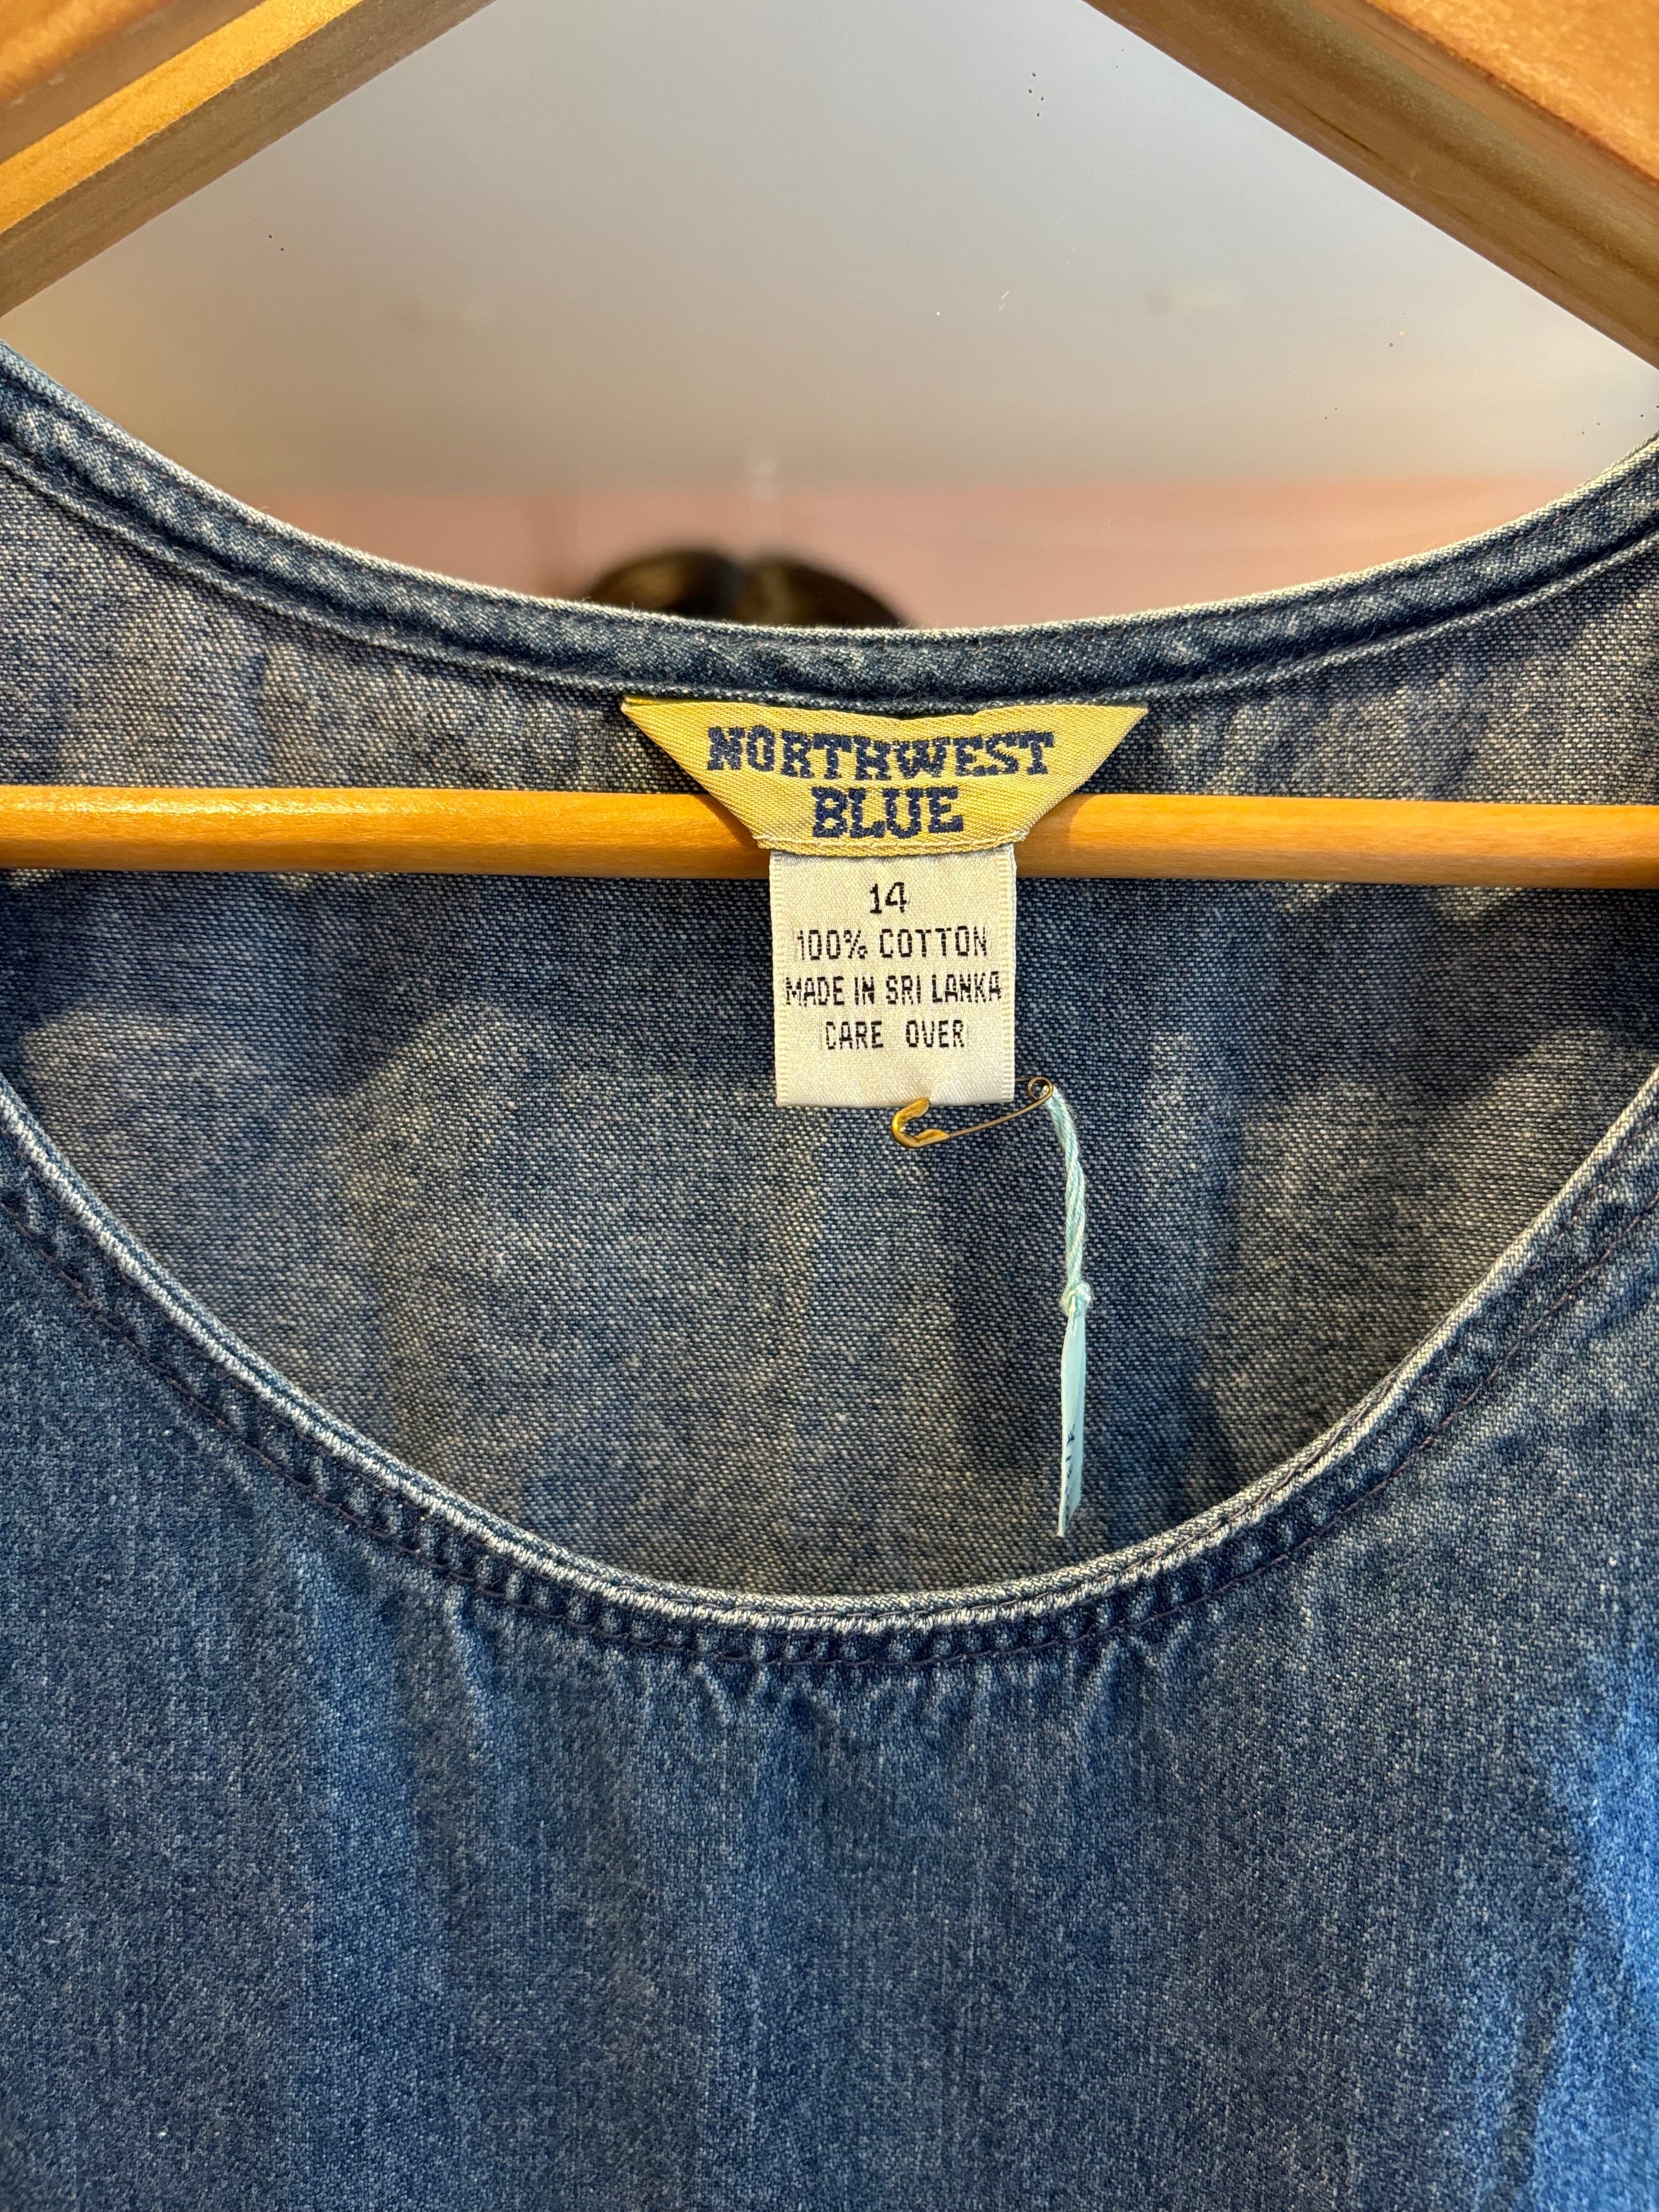 NORTHWEST
BLUE
14
100% COTTON
MADE IN SRI LANKA
CARE OVER